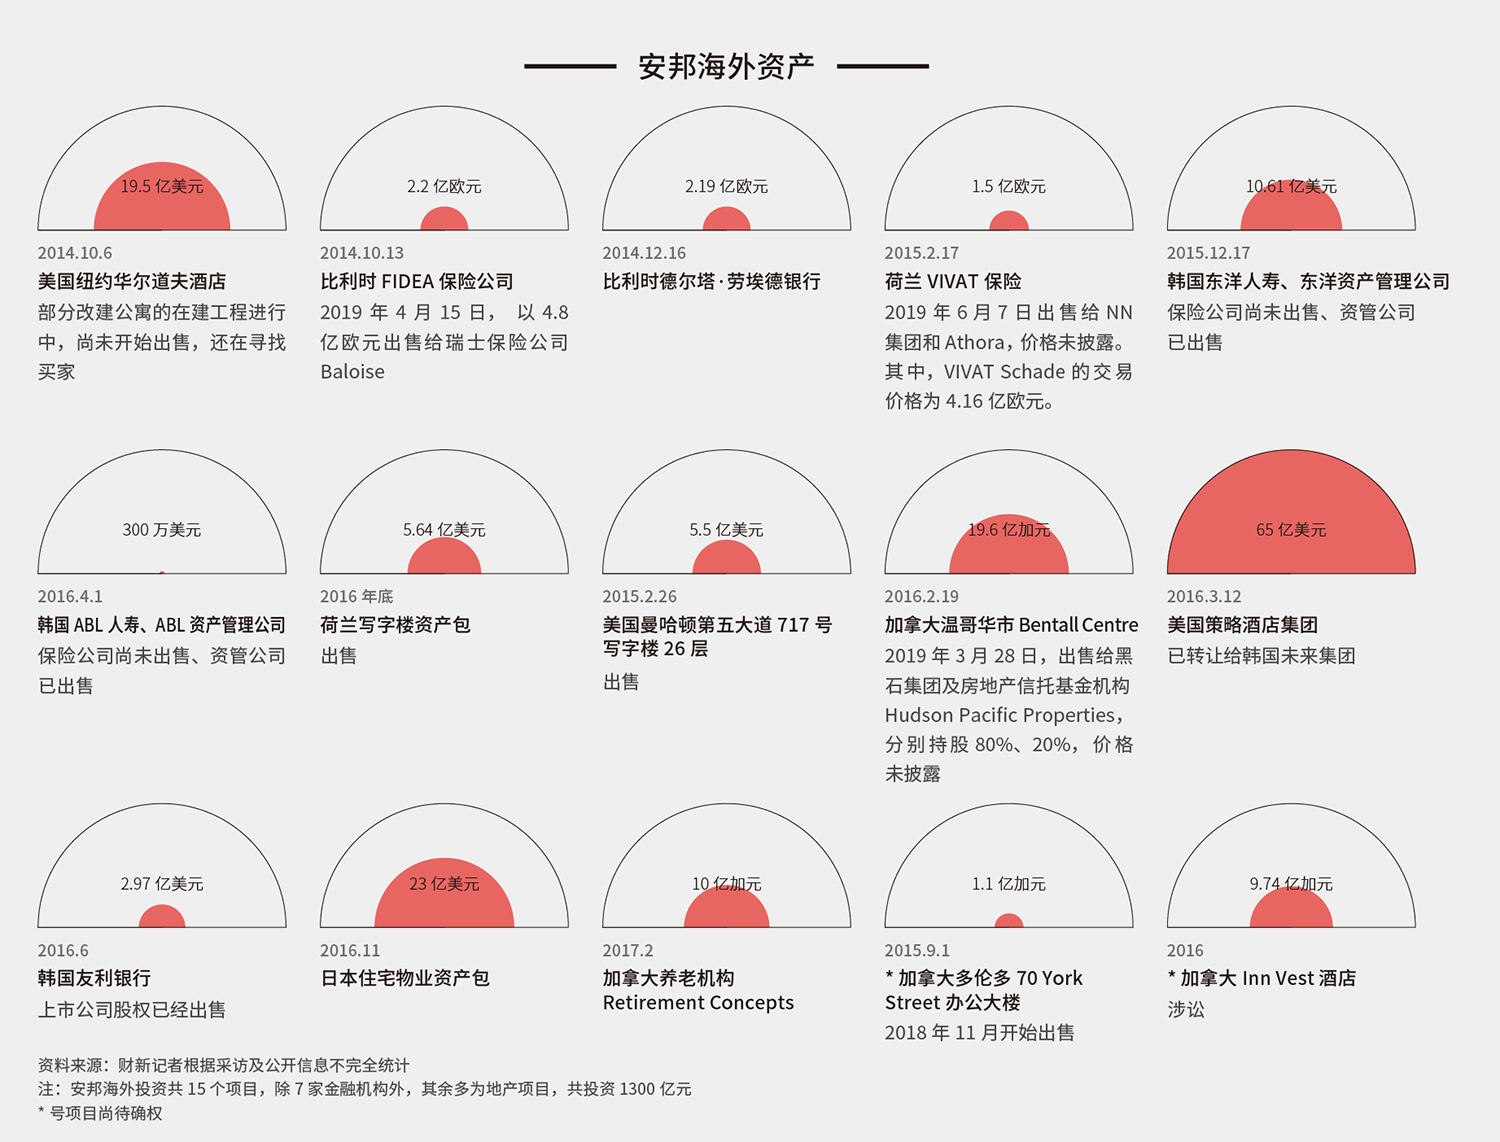 安邦海外资产
19.5 亿美元
2014.10.6
美国纽约华尔道夫酒店
部分改建公寓的在建工程进行
中，尚未开始出售，还在寻找
买家
2.2 亿欧元
2014.10.13
比利时 FIDEA 保险公司
2019 年 4 月 15 日， 以 4.8
亿欧元出售给瑞士保险公司
Baloise
2.19 亿欧元
2014.12.16
比利时德尔塔·劳埃德银行
1.5 亿欧元
2015.2.17
荷兰 VIVAT 保险
2019 年 6 月 7 日出售给 NN
集团和 Athora，价格未披露。
其中，VIVAT Schade 的交易
价格为 4.16 亿欧元。
10.61 亿美元
2015.12.17
韩国东洋人寿、东洋资产管理公司
保险公司尚未出售、资管公司
已出售
300 万美元
2016.4.1
韩国 ABL 人寿、ABL 资产管理公司
保险公司尚未出售、资管公司
已出售
5.64 亿美元
2016 年底
荷兰写字楼资产包
出售
5.5 亿美元
2015.2.26
美国曼哈顿第五大道 717 号
写字楼 26 层
出售
19.6 亿加元
2016.2.19
加拿大温哥华市 Bentall Centre
2019 年 3 月 28 日，出售给黑
石集团及房地产信托基金机构
Hudson Pacific Properties，
分别持股 80%、20%，价格
未披露
65 亿美元
2016.3.12
美国策略酒店集团
已转让给韩国未来集团
2.97 亿美元
2016.6
韩国友利银行
上市公司股权已经出售
23 亿美元
2016.11
日本住宅物业资产包
10 亿加元
2017.2
加拿大养老机构
Retirement Concepts
1.1 亿加元
2015.9.1
* 加拿大多伦多 70 York
Street 办公大楼
2018 年 11 月开始出售
9.74 亿加元
2016
* 加拿大 Inn Vest 酒店
涉讼
资料来源：财新记者根据采访及公开信息不完全统计
注：安邦海外投资共 15 个项目，除 7 家金融机构外，其余多为地产项目，共投资 1300 亿元
* 号项目尚待确权